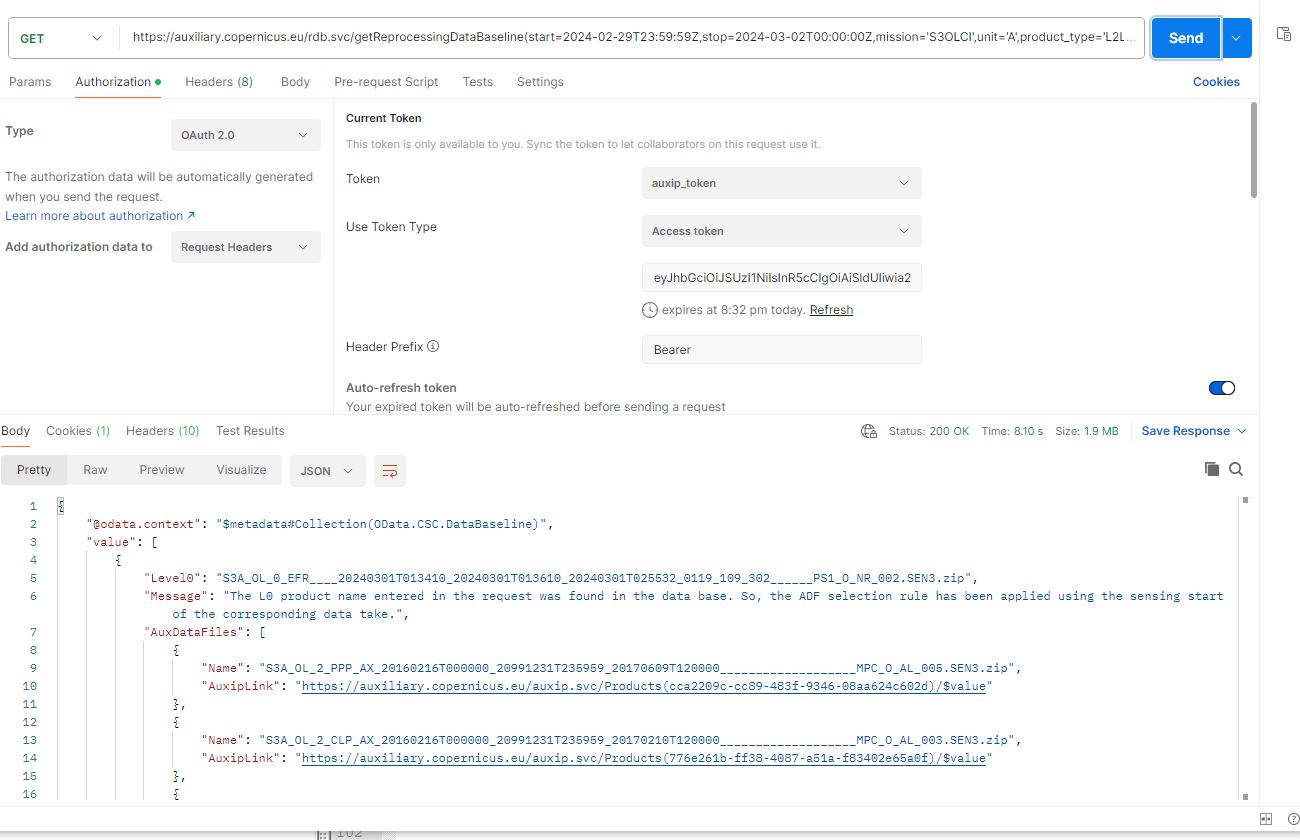 GET https://auxiliary.copernicus.eu/rdb.svc/getReprocessingDataBaseline(start=2024-02-29T23:59:59Z,stop=2024-03-02T00:00:00Z,mission='S3OLCI',unit='A',product_type='L2L... Send
Params Authorization Headers (8) Body Pre-request Script Tests Settings Cookies
Type OAuth 2.0
The authorization data will be automatically generated
when you send the request.
Learn more about authorization ↗
Add authorization data to Request Headers
Current Token
This token is only available to you. Sync the token to let collaborators on this request use it.
Token auxip_token
Use Token Type Access token
expires at 8:32 pm today. Refresh
Header Prefix Bearer
Auto-refresh token
Your expired token will be auto-refreshed before sending a request
Body Cookies (1) Headers (10) Test Results Status: 200 OK Time: 8.10 s Size: 1.9 MB Save Response
Pretty Raw Preview Visualize JSON
1 {
2 "@odata.context": "$metadata#Collection(OData.CSC.DataBaseline)",
3 "value": [
4 {
5 "Level0": "S3A_OL_0_EFR____20240301T013410_20240301T013610_20240301T025532_0119_109_302______PS1_O_NR_002.SEN3.zip",
6 "Message": "The L0 product name entered in the request was found in the data base. So, the ADF selection rule has been applied using the sensing start
of the corresponding data take.",
7 "AuxDataFiles": [
8 {
9 "Name": "S3A_OL_2_PPP_AX_20160216T000000_20991231T235959_20170609T120000___________________MPC_O_AL_005.SEN3.zip",
10 "AuxipLink": "https://auxiliary.copernicus.eu/auxip.svc/Products(cca2209c-cc89-483f-9346-08aa624c602d)/$value"
11 },
12 {
13 "Name": "S3A_OL_2_CLP_AX_20160216T000000_20991231T235959_20170210T120000___________________MPC_O_AL_003.SEN3.zip",
14 "AuxipLink": "https://auxiliary.copernicus.eu/auxip.svc/Products(776e261b-ff38-4087-a51a-f83402e65a0f)/$value"
15 },
16 {